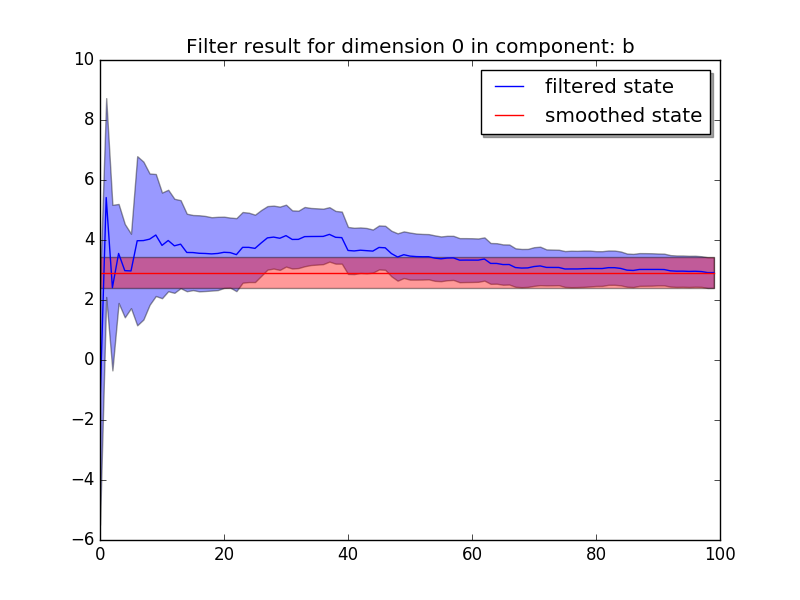 Filter result for dimension 0 in component: b
filtered state
smoothed state
10
8
6
4
2
0
−2
−4
−6
0 20 40 60 80 100